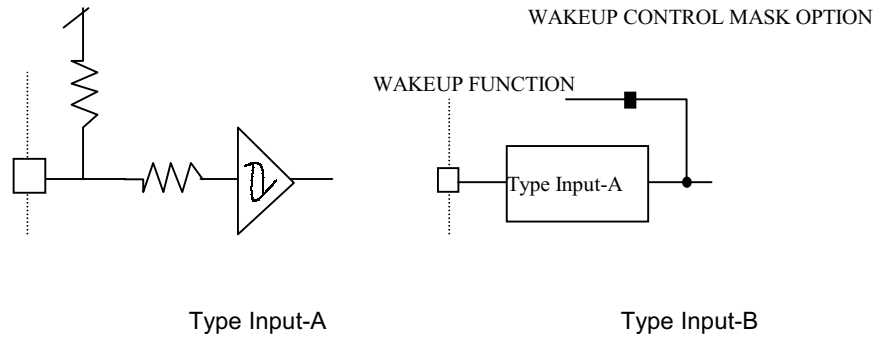 WAKEUP CONTROL MASK OPTION
WAKEUP FUNCTION
Type Input-A
Type Input-A
Type Input-B